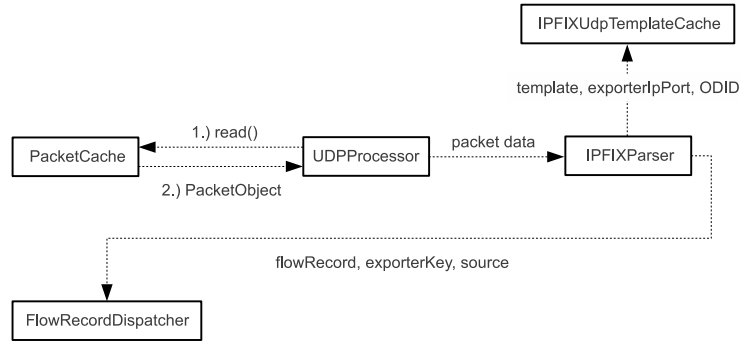 IPFIXUdpTemplateCache
template, exporterIpPort, ODID
1.) read()
PacketCache
UDPProcessor
packet data
IPFIXParser
2.) PacketObject
flowRecord, exporterKey, source
FlowRecordDispatcher